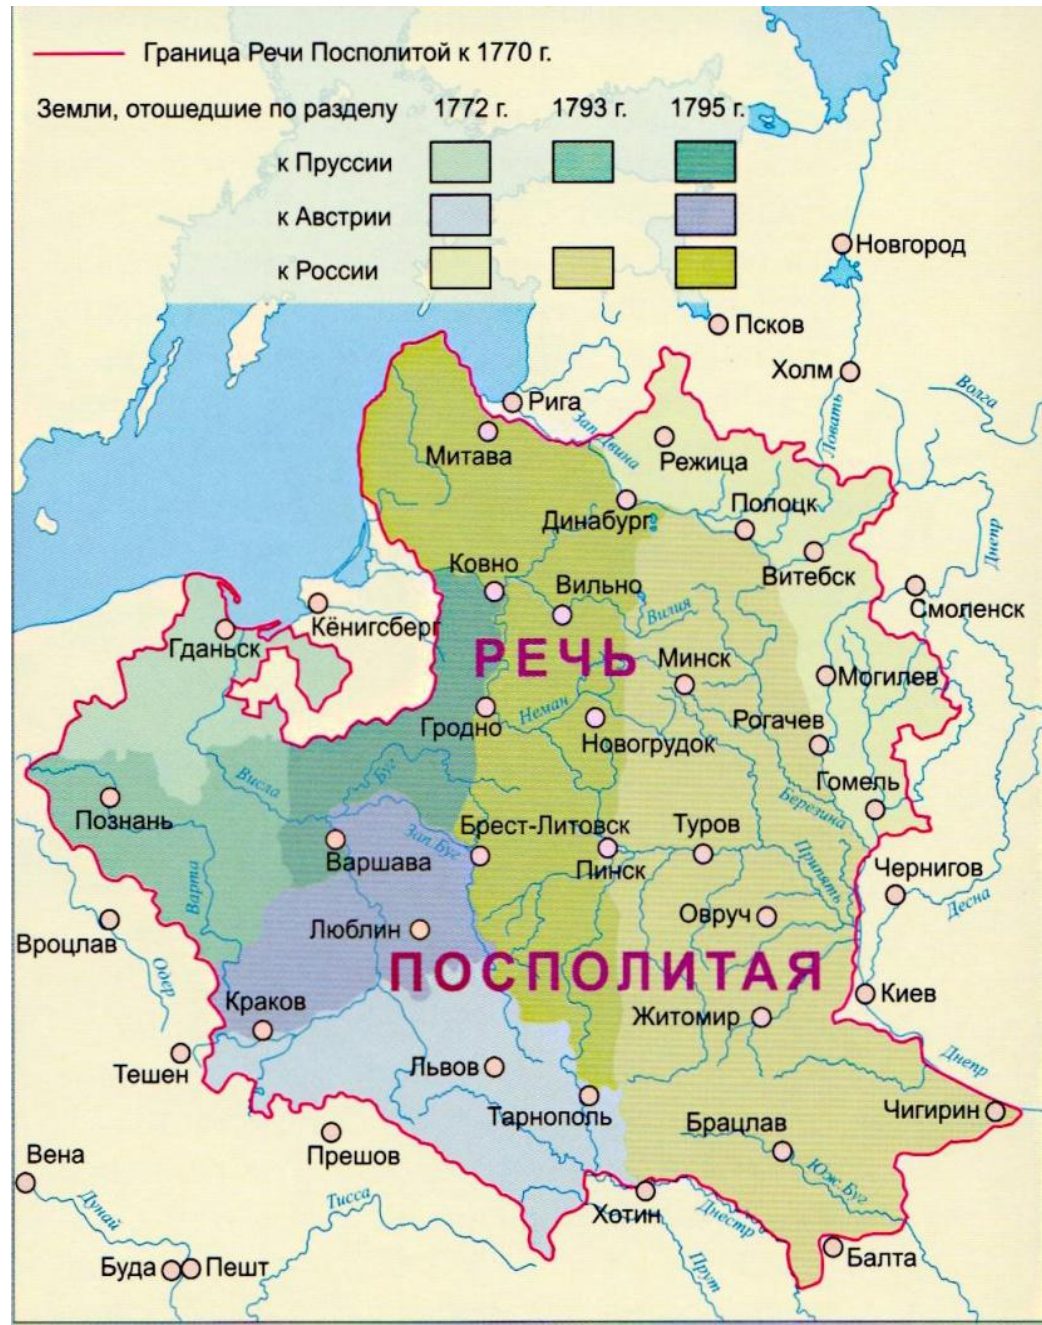 Граница Речи Посполитой к 1770 г.
Земли, отошедшие по разделу 1772 г. 1793 г. 1795 г.
к Пруссии
к Австрии
к России
Новгород
Псков
Холм
Волга
Рига
Ловать
Зап. Двина
Митава
Режица
Полоцк
Динабург
Днепр
Ковно
Вильно
Витебск
Смоленск
Кёнигсберг
Вилия
Гданьск
РЕЧЬ
Минск
Могилев
Гродно
Неман
Новогрудок
Рогачев
Висла
Буг
Гомель
Познань
Березина
Брест-Литовск
Туров
Варшава
Зап. Буг
Пинск
Припять
Чернигов
Варта
Десна
Овруч
Вроцлав
Люблин
ПОСПОЛИТАЯ
Одер
Краков
Житомир
Киев
Тешен
Львов
Днепр
Тарнополь
Брацлав
Чигирин
Прешов
Вена
Юж. Буг
Дунай
Тисса
Хотин
Днестр
Буда
Пешт
Прут
Балта